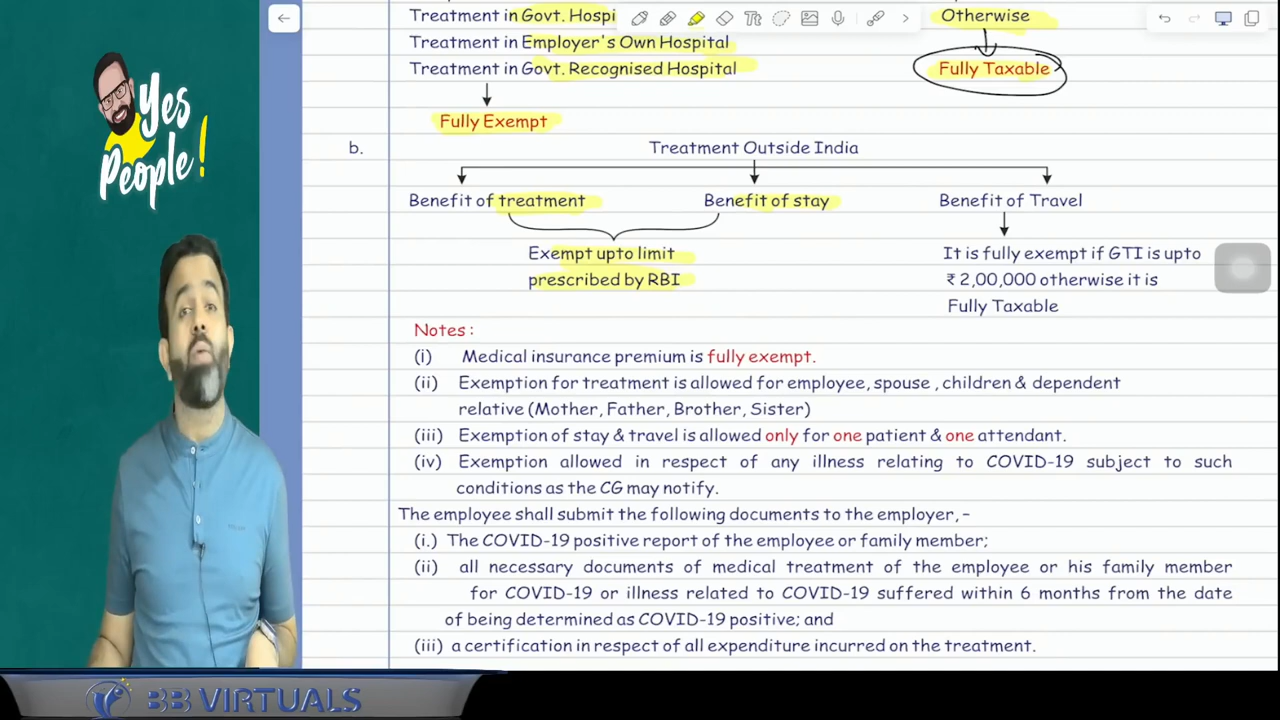 Yes
People!
Treatment in Govt. Hospi
Otherwise
Treatment in Employer's Own Hospital
Treatment in Govt. Recognised Hospital
Fully Taxable
Fully Exempt
b. Treatment Outside India
Benefit of treatment Benefit of stay Benefit of Travel
Exempt upto limit
prescribed by RBI
It is fully exempt if GTI is upto
₹ 2,00,000 otherwise it is
Fully Taxable
Notes :
(i) Medical insurance premium is fully exempt.
(ii) Exemption for treatment is allowed for employee, spouse , children & dependent
relative (Mother, Father, Brother, Sister)
(iii) Exemption of stay & travel is allowed only for one patient & one attendant.
(iv) Exemption allowed in respect of any illness relating to COVID-19 subject to such
conditions as the CG may notify.
The employee shall submit the following documents to the employer, –
(i.) The COVID-19 positive report of the employee or family member;
(ii) all necessary documents of medical treatment of the employee or his family member
for COVID-19 or illness related to COVID-19 suffered within 6 months from the date
of being determined as COVID-19 positive; and
(iii) a certification in respect of all expenditure incurred on the treatment.
BB VIRTUALS